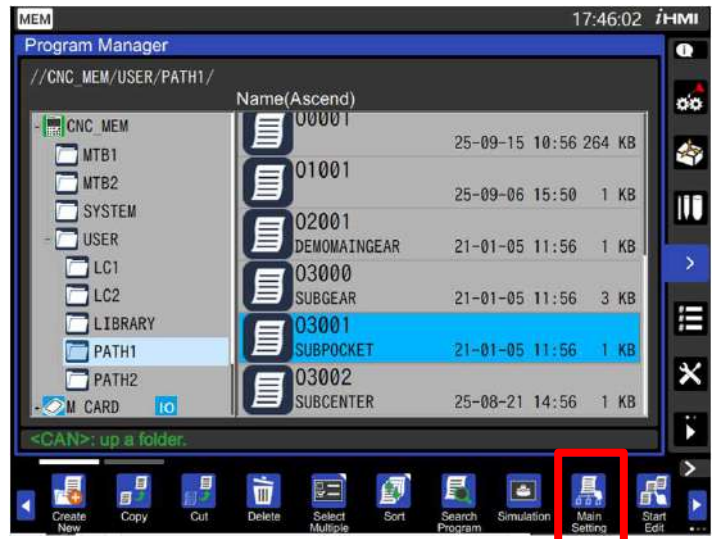 MEM 17:46:02 iHMI
Program Manager
//CNC_MEM/USER/PATH1/
Name(Ascend)
CNC_MEM
MTB1
MTB2
SYSTEM
USER
LC1
LC2
LIBRARY
PATH1
PATH2
M CARD IO
O0001
25-09-15 10:56 264 KB
O1001
25-09-06 15:50 1 KB
O2001
DEMOMAINGEAR 21-01-05 11:56 1 KB
O3000
SUBGEAR 21-01-05 11:56 3 KB
O3001
SUBPOCKET 21-01-05 11:56 1 KB
O3002
SUBCENTER 25-08-21 14:56 1 KB
<CAN>: up a folder.
Create
New
Copy
Cut
Delete
Select
Multiple
Sort
Search
Program
Simulation
Main
Setting
Start
Edit